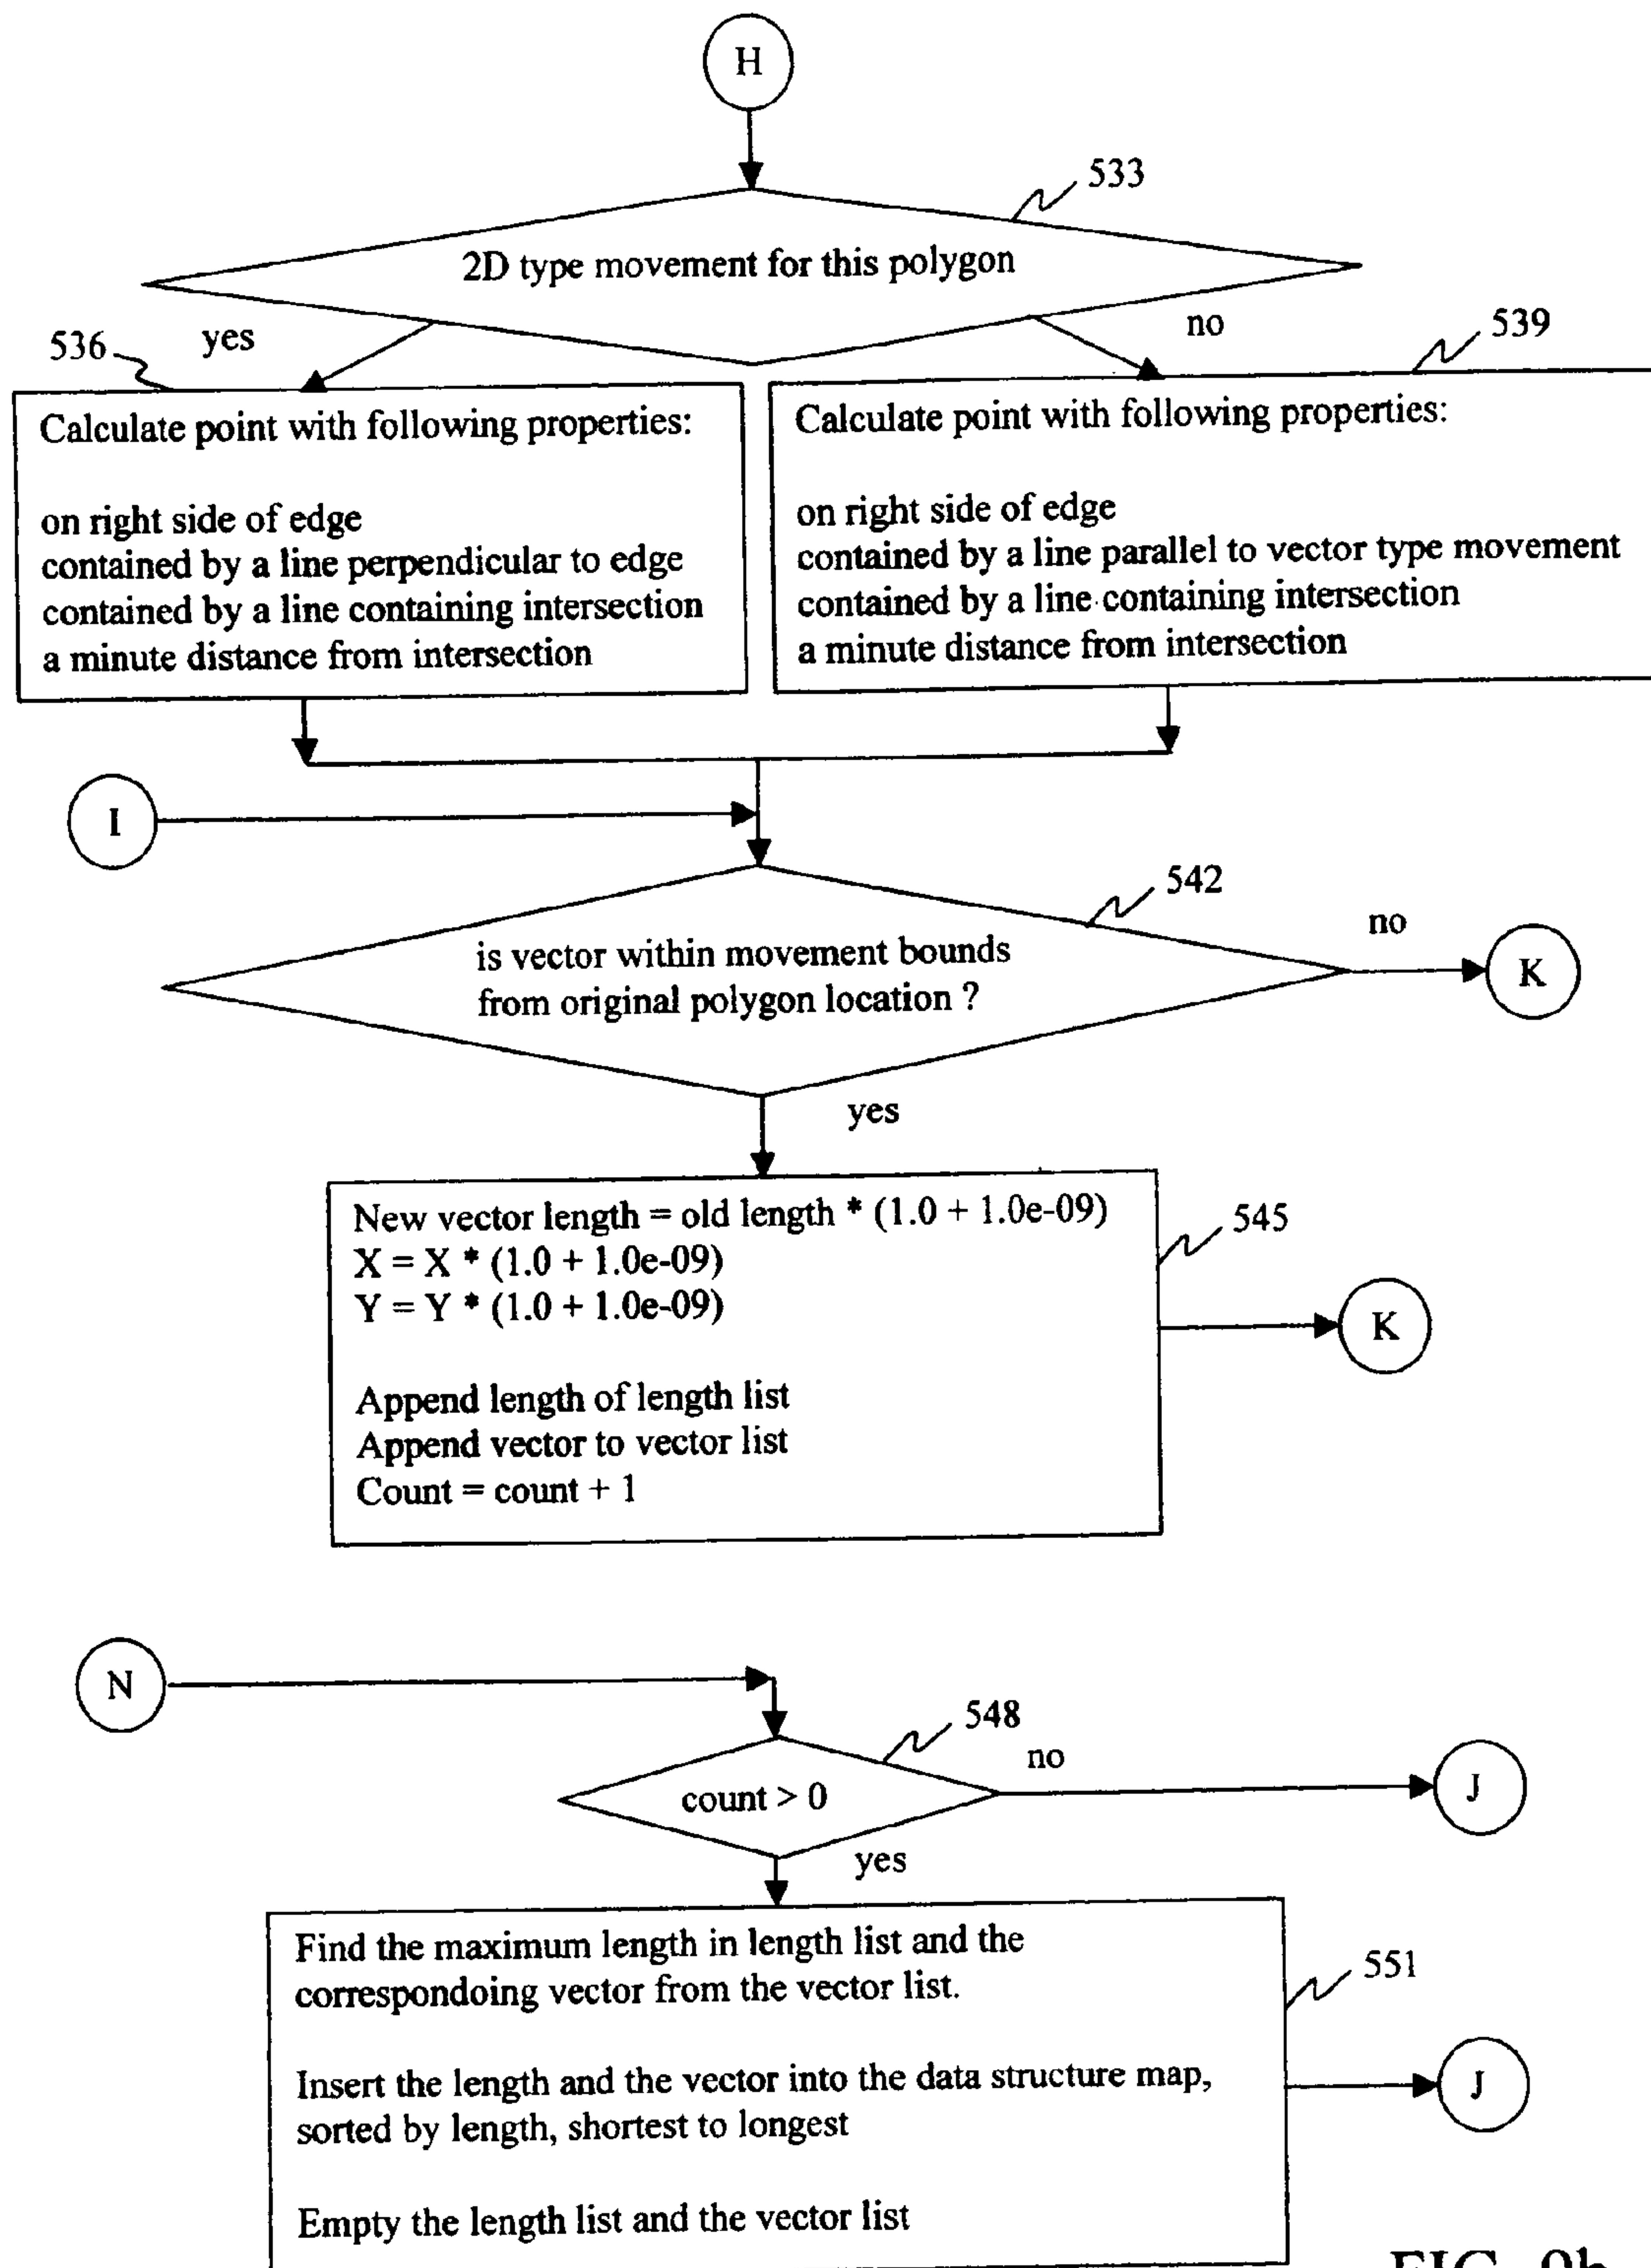 H
533
2D type movement for this polygon
yes
no
536
539
Calculate point with following properties:
on right side of edge
contained by a line perpendicular to edge
contained by a line containing intersection
a minute distance from intersection
Calculate point with following properties:
on right side of edge
contained by a line parallel to vector type movement
contained by a line containing intersection
a minute distance from intersection
I
542
is vector within movement bounds
from original polygon location ?
no
K
yes
New vector length = old length * (1.0 + 1.0e-09)
X = X * (1.0 + 1.0e-09)
Y = Y * (1.0 + 1.0e-09)
Append length of length list
Append vector to vector list
Count = count + 1
545
K
N
548
count > 0
no
J
yes
Find the maximum length in length list and the
correspondoing vector from the vector list.
Insert the length and the vector into the data structure map,
sorted by length, shortest to longest
Empty the length list and the vector list
551
J
FIG. 9b